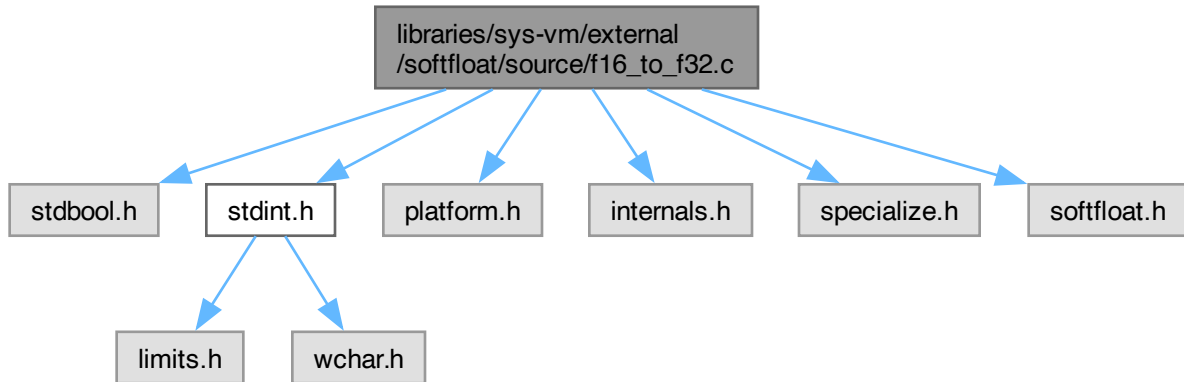 libraries/sys-vm/external
/softfloat/source/f16_to_f32.c
stdbool.h
stdint.h
platform.h
internals.h
specialize.h
softfloat.h
limits.h
wchar.h